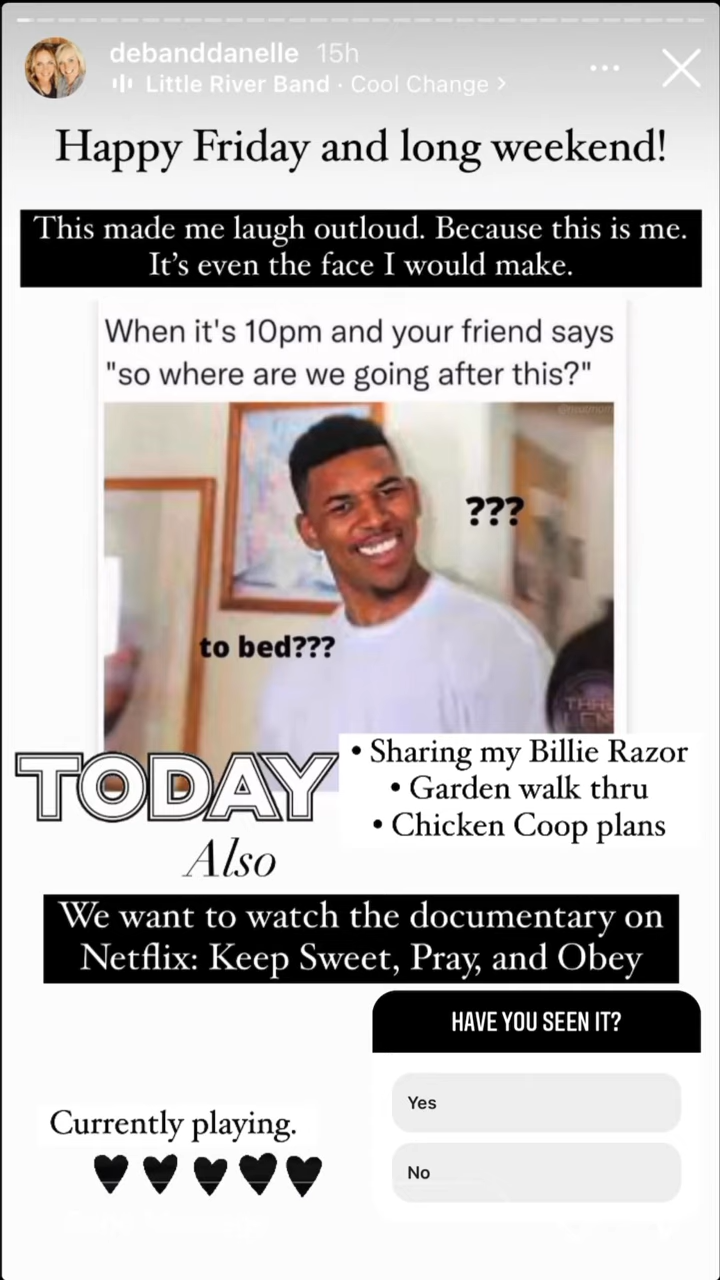 debanddanelle 15h
Little River Band · Cool Change >
Happy Friday and long weekend!
This made me laugh outloud. Because this is me.
It's even the face I would make.
When it's 10pm and your friend says
"so where are we going after this?"
???
to bed???
TODAY
• Sharing my Billie Razor
• Garden walk thru
• Chicken Coop plans
Also
We want to watch the documentary on
Netflix: Keep Sweet, Pray, and Obey
HAVE YOU SEEN IT?
Yes
No
Currently playing.